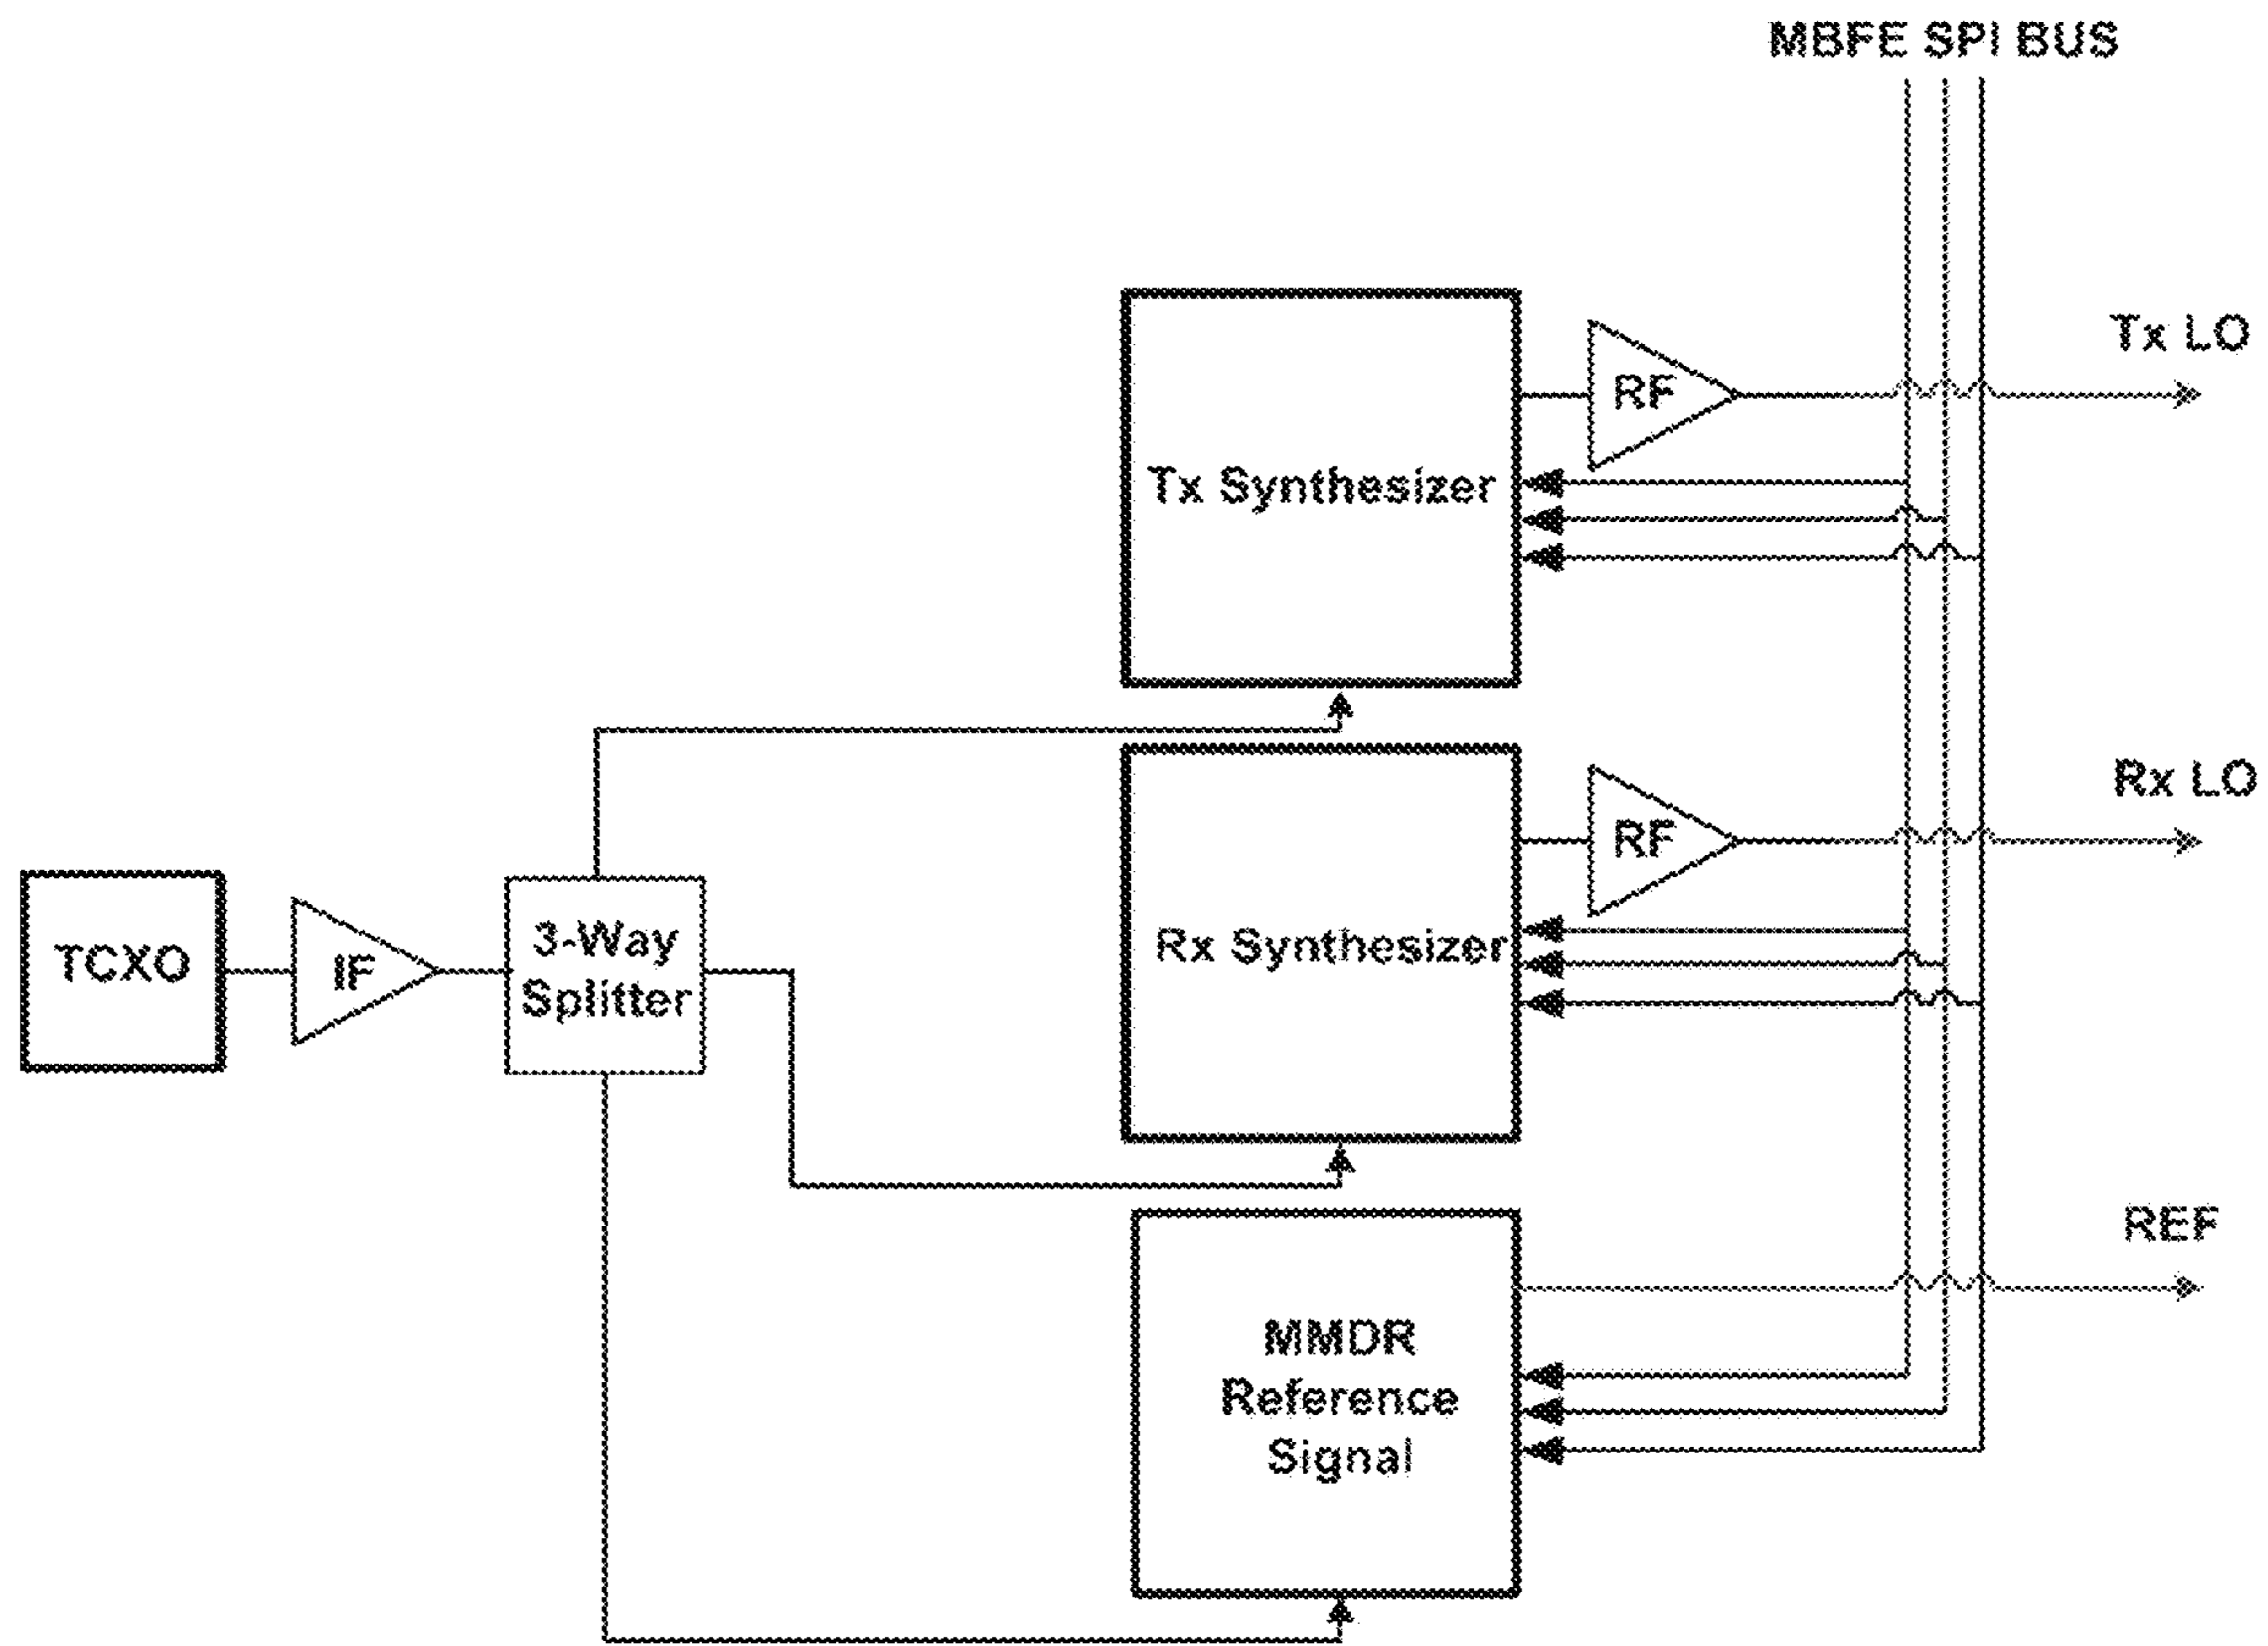 MBFE SPI BUS
Tx LO
RF
Tx Synthesizer
Rx LO
RF
Rx Synthesizer
TCXO
IF
3-Way
Splitter
REF
MMDR
Reference
Signal